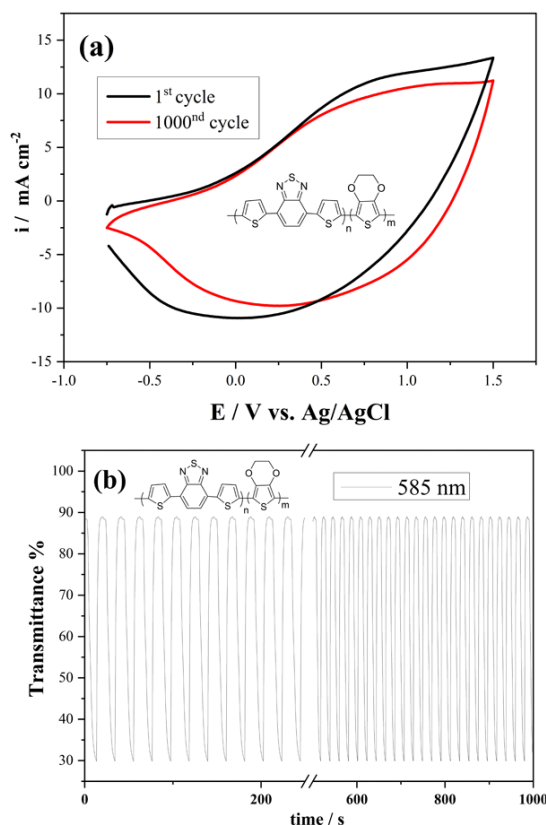 (a)
1st cycle
1000nd cycle
i / mA cm-2
15
10
5
0
-5
-10
-15
-1.0 -0.5 0.0 0.5 1.0 1.5
E / V vs. Ag/AgCl
S
N N
O O
S S S
n m
(b)
585 nm
Transmittance %
100
90
80
70
60
50
40
30
S
N N
O O
S S S
n m
0 200 400 600 800 1000
time / s